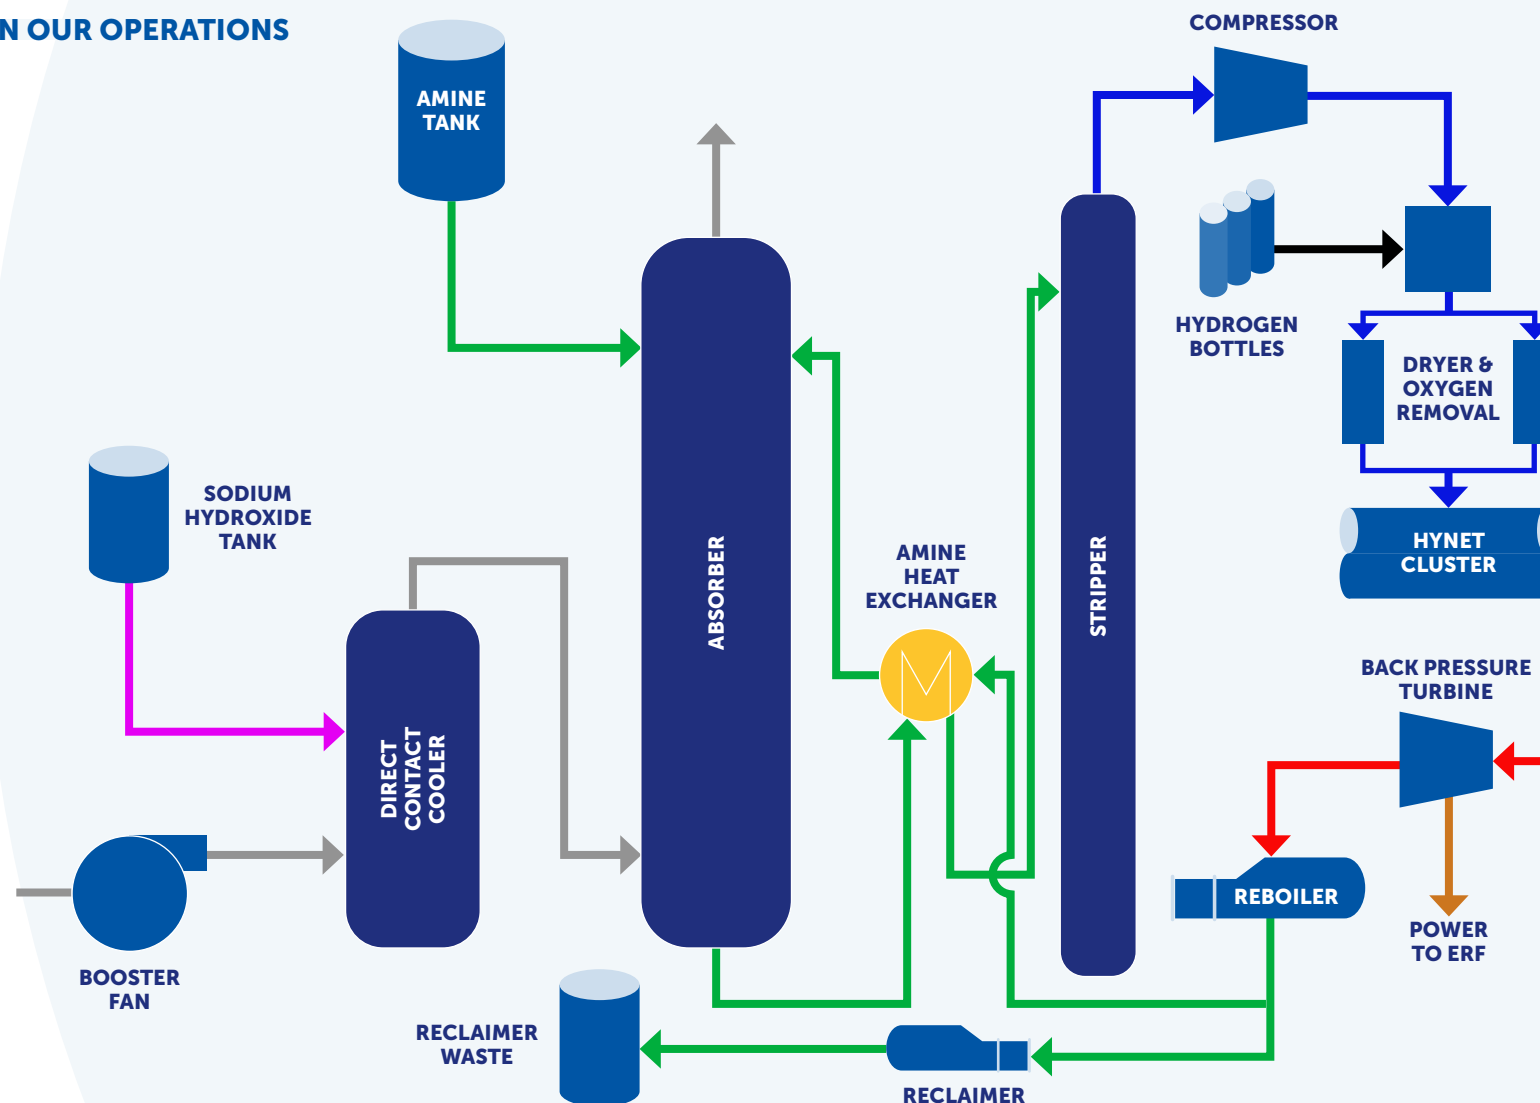 N OUR OPERATIONS
COMPRESSOR
AMINE
TANK
HYDROGEN
BOTTLES
DRYER &
OXYGEN
REMOVAL
SODIUM
HYDROXIDE
TANK
HYNET
CLUSTER
AMINE
HEAT
EXCHANGER
ABSORBER
STRIPPER
BACK PRESSURE
TURBINE
DIRECT
CONTACT
COOLER
REBOILER
POWER
TO ERF
BOOSTER
FAN
RECLAIMER
WASTE
RECLAIMER